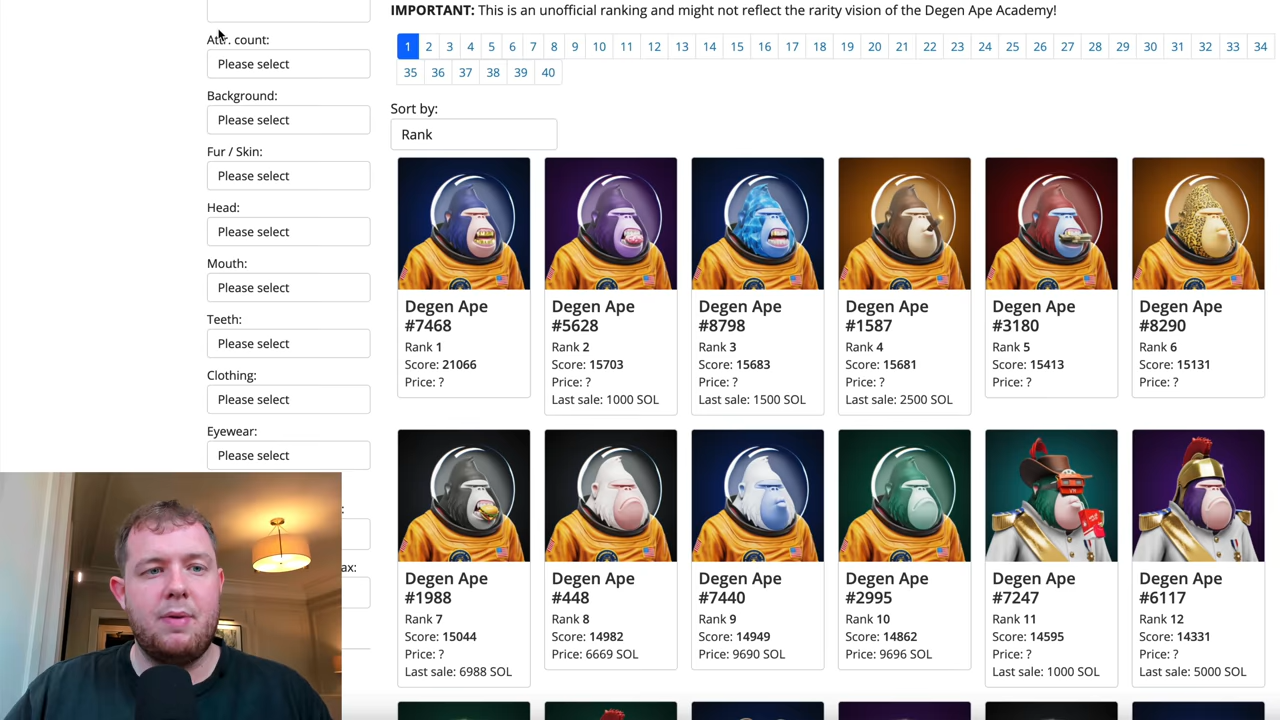 IMPORTANT: This is an unofficial ranking and might not reflect the rarity vision of the Degen Ape Academy!
1 2 3 4 5 6 7 8 9 10 11 12 13 14 15 16 17 18 19 20 21 22 23 24 25 26 27 28 29 30 31 32 33 34
35 36 37 38 39 40
Attr. count:
Please select
Background:
Please select
Fur / Skin:
Please select
Head:
Please select
Mouth:
Please select
Teeth:
Please select
Clothing:
Please select
Eyewear:
Please select
:
ax:
Sort by:
Rank
Degen Ape
#7468
Rank 1
Score: 21066
Price: ?
Degen Ape
#5628
Rank 2
Score: 15703
Price: ?
Last sale: 1000 SOL
Degen Ape
#8798
Rank 3
Score: 15683
Price: ?
Last sale: 1500 SOL
Degen Ape
#1587
Rank 4
Score: 15681
Price: ?
Last sale: 2500 SOL
Degen Ape
#3180
Rank 5
Score: 15413
Price: ?
Degen Ape
#8290
Rank 6
Score: 15131
Price: ?
Degen Ape
#1988
Rank 7
Score: 15044
Price: ?
Last sale: 6988 SOL
Degen Ape
#448
Rank 8
Score: 14982
Price: 6669 SOL
Degen Ape
#7440
Rank 9
Score: 14949
Price: 9690 SOL
Degen Ape
#2995
Rank 10
Score: 14862
Price: 9696 SOL
Degen Ape
#7247
Rank 11
Score: 14595
Price: ?
Last sale: 1000 SOL
Degen Ape
#6117
Rank 12
Score: 14331
Price: ?
Last sale: 5000 SOL